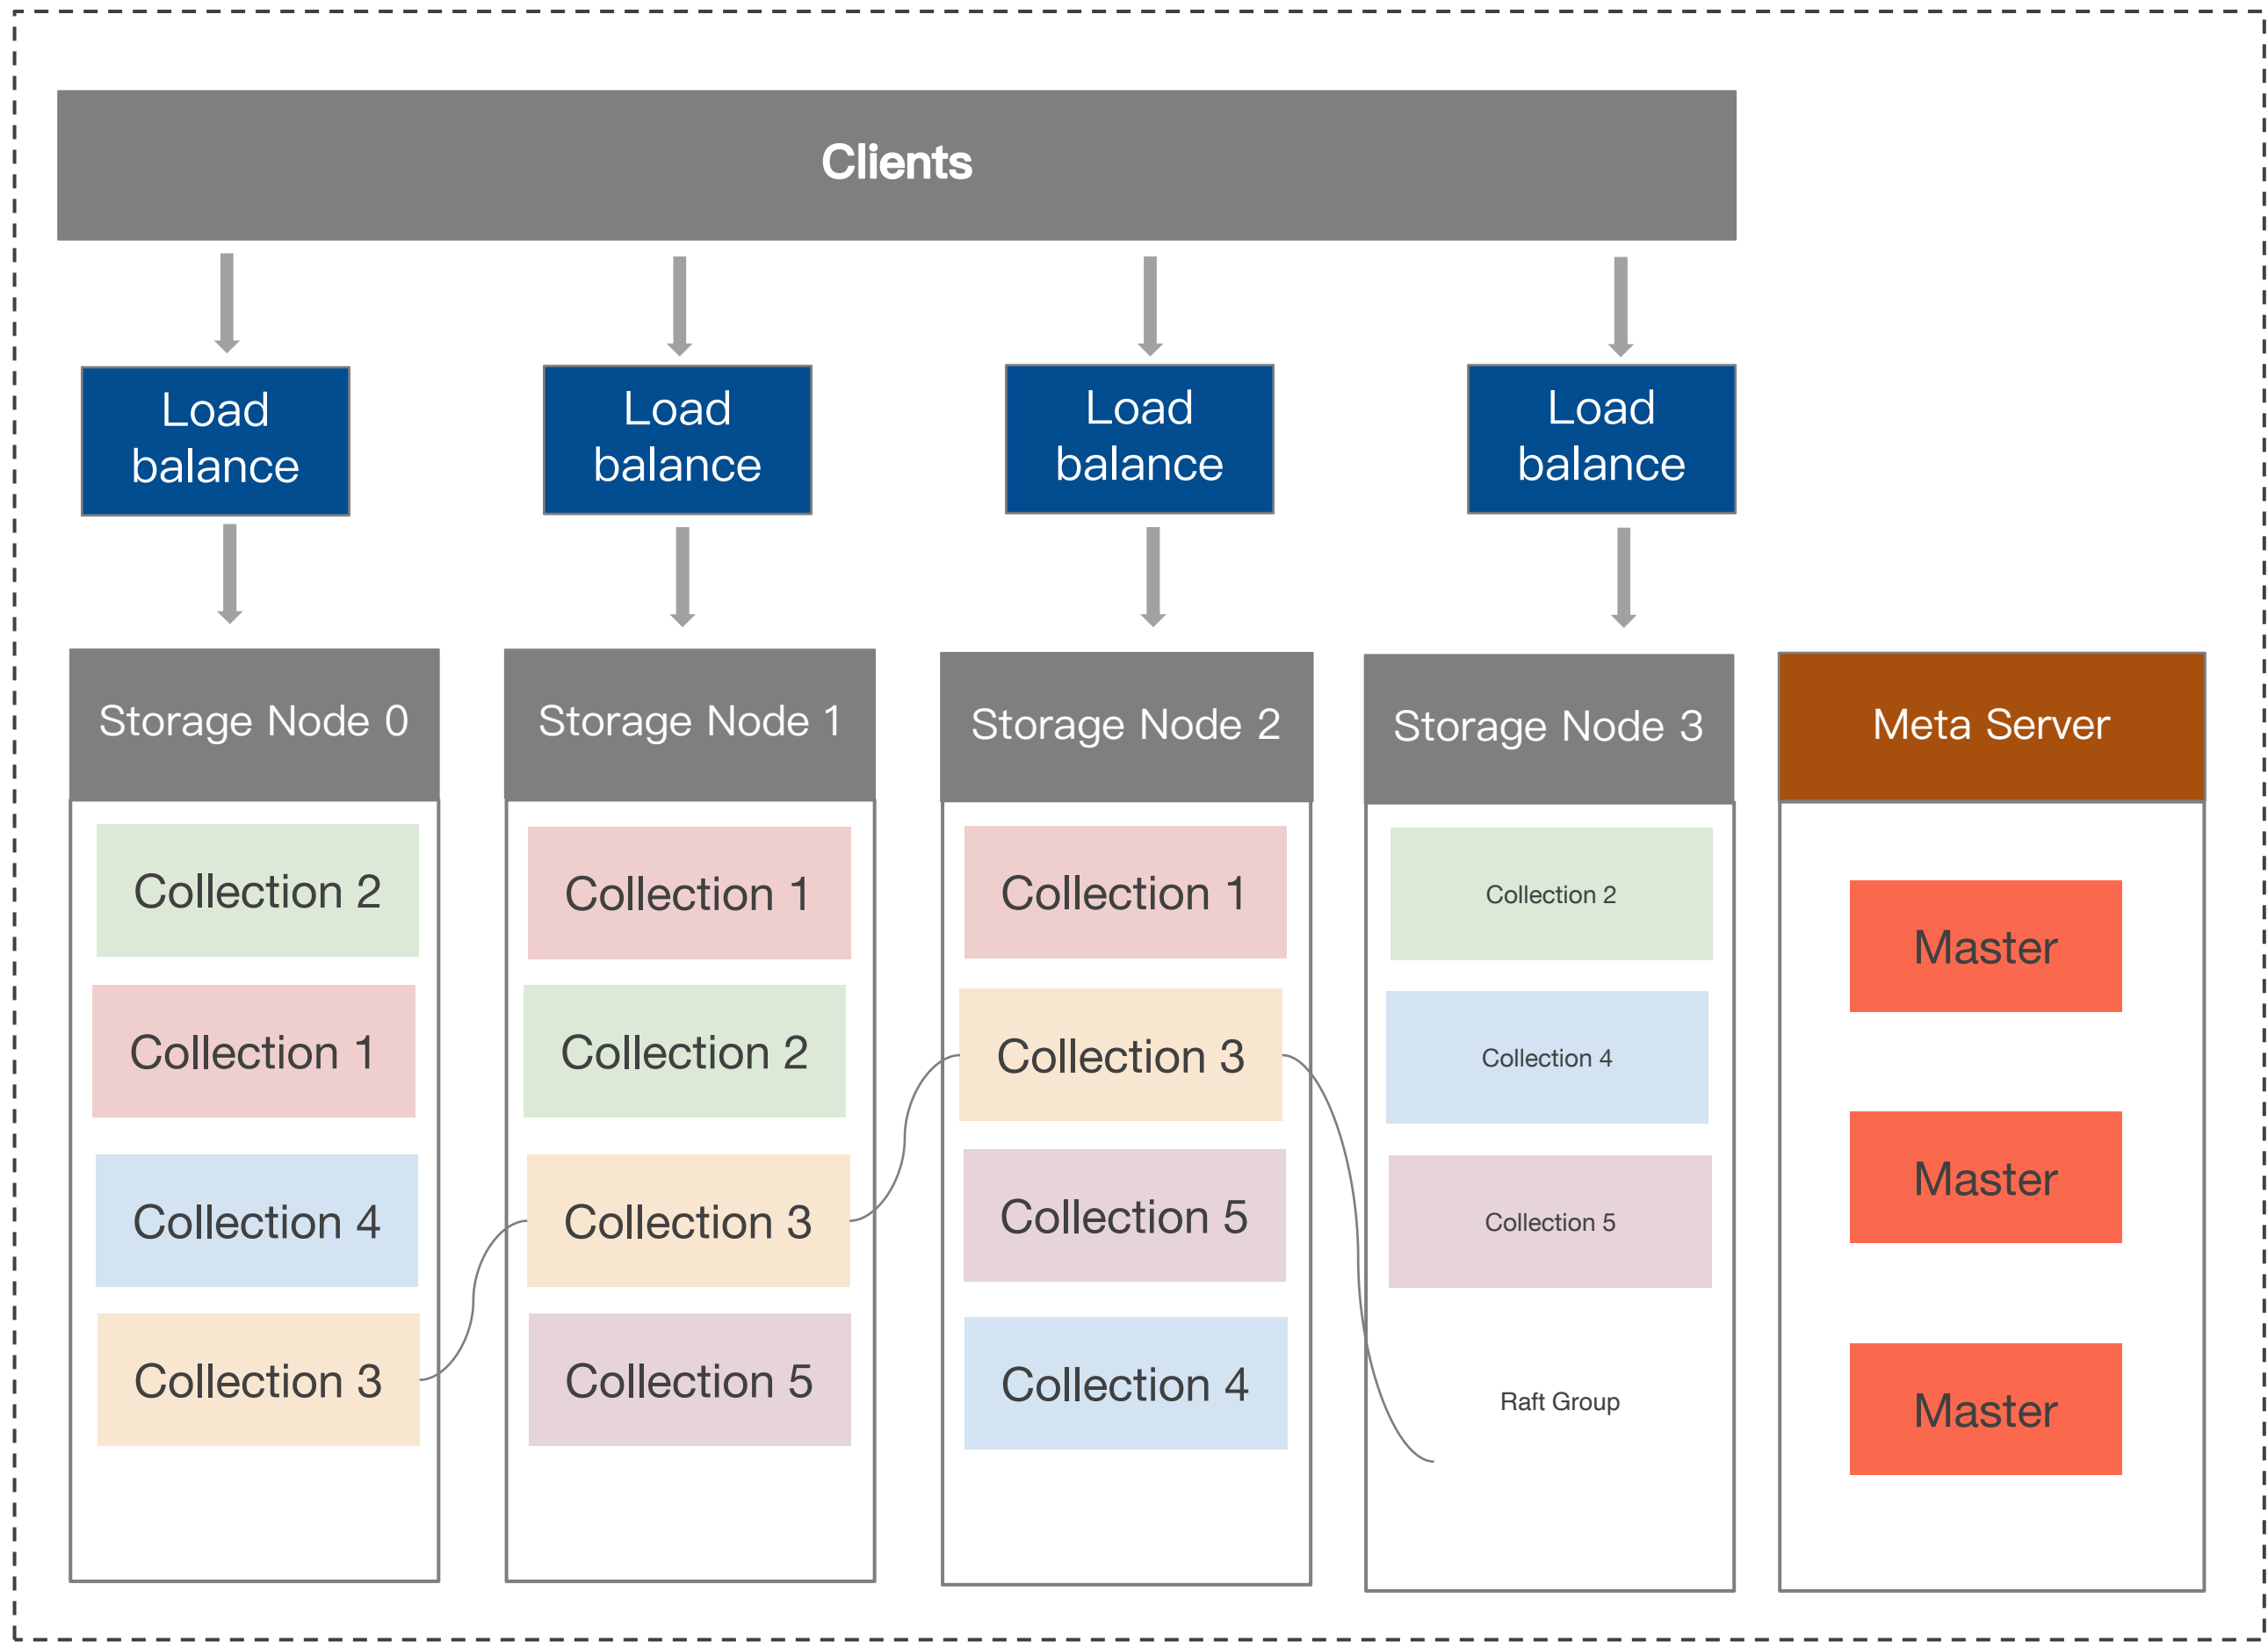 Clients
Load
balance
Load
balance
Load
balance
Load
balance
Storage Node 0
Storage Node 1
Storage Node 2
Storage Node 3
Meta Server
Collection 2
Collection 1
Collection 4
Collection 3
Collection 1
Collection 2
Collection 3
Collection 5
Collection 1
Collection 3
Collection 5
Collection 4
Collection 2
Collection 4
Collection 5
Raft Group
Master
Master
Master